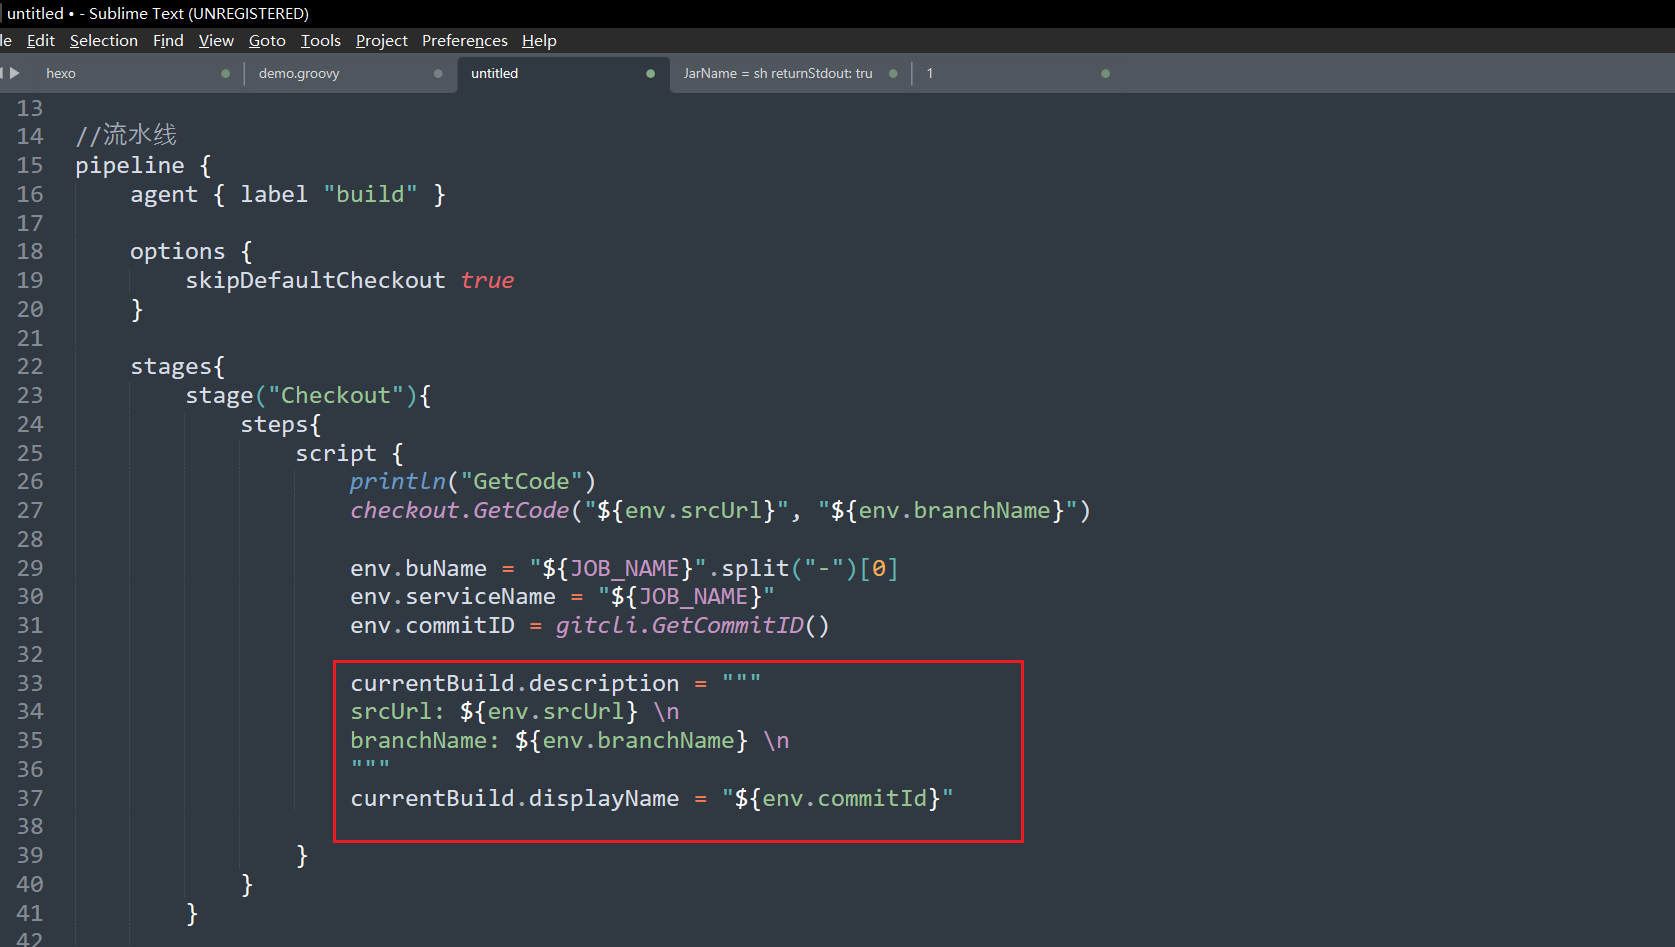 untitled • - Sublime Text (UNREGISTERED)
le Edit Selection Find View Goto Tools Project Preferences Help
hexo demo.groovy untitled JarName = sh returnStdout: tru 1
13
14 //流水线
15 pipeline {
16     agent { label "build" }
17
18     options {
19         skipDefaultCheckout true
20     }
21
22     stages{
23         stage("Checkout"){
24             steps{
25                 script {
26                     println("GetCode")
27                     checkout.GetCode("${env.srcUrl}", "${env.branchName}")
28
29                     env.buName = "${JOB_NAME}".split("-")[0]
30                     env.serviceName = "${JOB_NAME}"
31                     env.commitID = gitcli.GetCommitID()
32
33                     currentBuild.description = """
34                     srcUrl: ${env.srcUrl} \n
35                     branchName: ${env.branchName} \n
36                     """
37                     currentBuild.displayName = "${env.commitId}"
38
39                 }
40             }
41         }
42